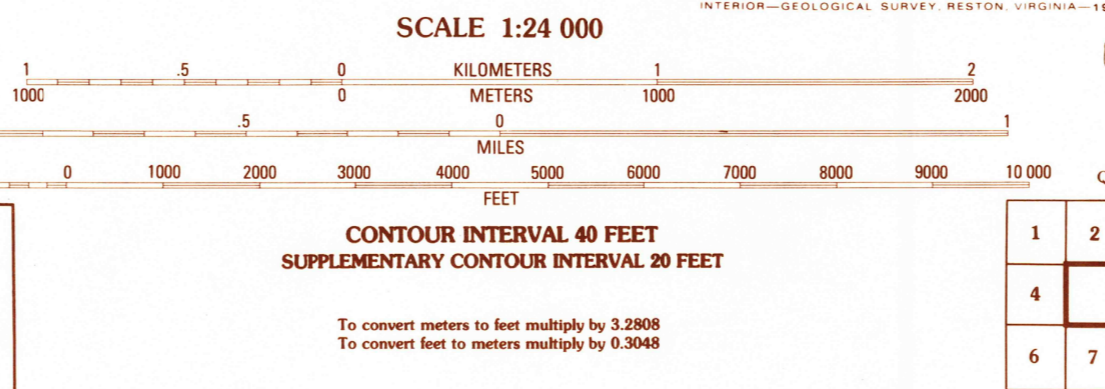 INTERIOR—GEOLOGICAL SURVEY, RESTON, VIRGINIA—19
SCALE 1:24 000
1 .5 0 KILOMETERS 1 2
1000 0 METERS 1000 2000
.5 0 1
MILES
0 1000 2000 3000 4000 5000 6000 7000 8000 9000 10 000
FEET
CONTOUR INTERVAL 40 FEET
SUPPLEMENTARY CONTOUR INTERVAL 20 FEET
To convert meters to feet multiply by 3.2808
To convert feet to meters multiply by 0.3048
1 2
4
6 7